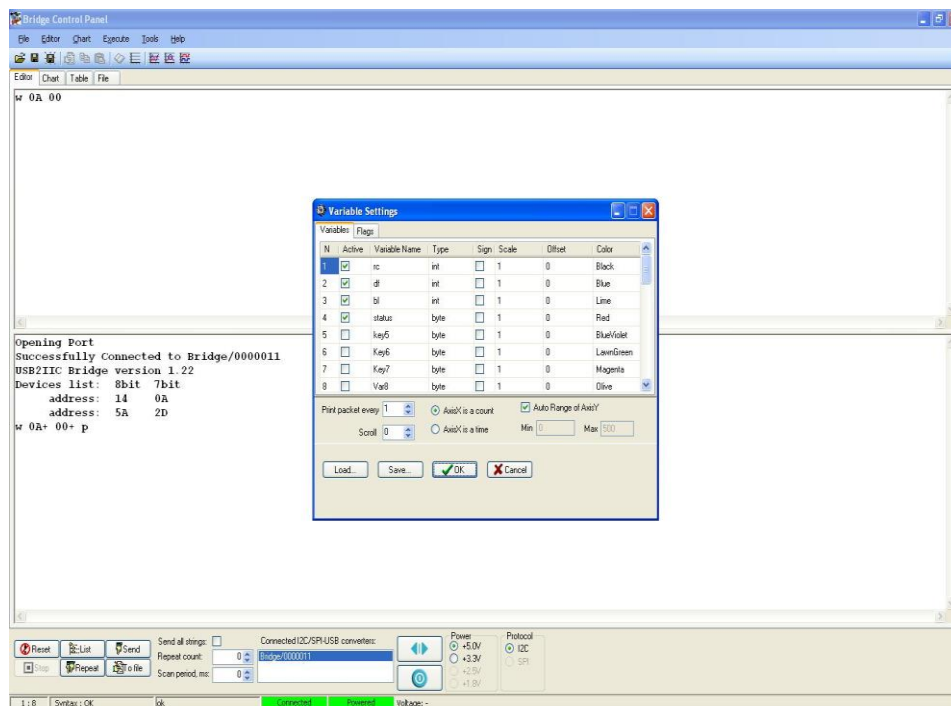 Bridge Control Panel
File Editor Chart Execute Tools Help
Editor Chart Table File
w 0A 00
Variable Settings
Variables Flags
N Active Variable Name Type Sign Scale Offset Color
1 rc int 1 0 Black
2 df int 1 0 Blue
3 bl int 1 0 Lime
4 status byte 1 0 Red
5 key5 byte 1 0 BlueViolet
6 Key6 byte 1 0 LawnGreen
7 Key7 byte 1 0 Magenta
8 Var8 byte 1 0 Olive
Print packet every 1 AxisX is a count Auto Range of AxisY
Scroll 0 AxisX is a time Min 0 Max 500
Load... Save... OK Cancel
Opening Port
Successfully Connected to Bridge/0000011
USB2IIC Bridge version 1.22
Devices list: 8bit 7bit
address: 14 0A
address: 5A 2D
w 0A+ 00+ p
Reset List Send Send all strings: Connected I2C/SPI-USB converters: Power Protocol
Stop Repeat To file Repeat count: 0 Bridge/0000011 +5.0V I2C
Scan period, ms: 0 +3.3V SPI
+2.5V
+1.8V
1 : 8 Syntax : OK ok Connected Powered Voltage: -